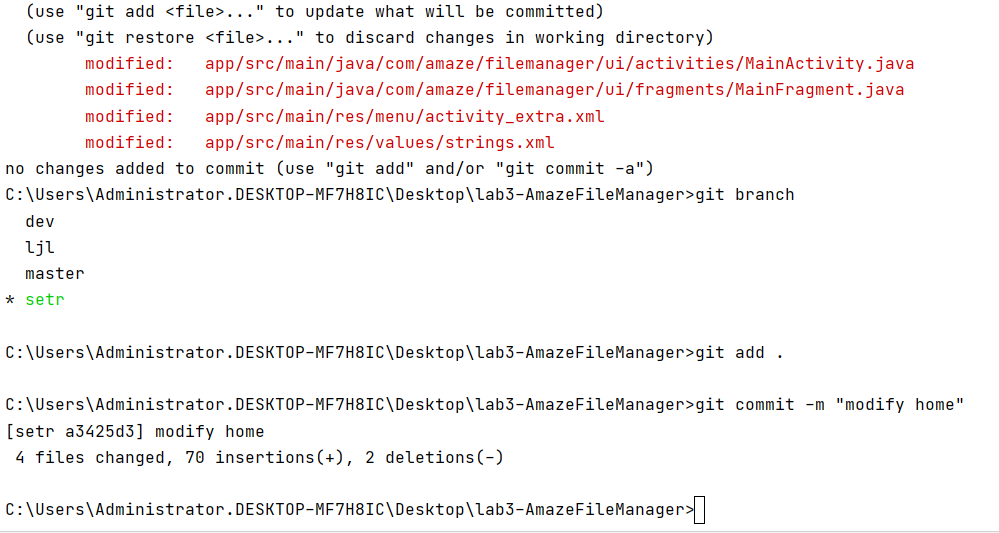 (use "git add <file>..." to update what will be committed)
(use "git restore <file>..." to discard changes in working directory)
modified:   app/src/main/java/com/amaze/filemanager/ui/activities/MainActivity.java
modified:   app/src/main/java/com/amaze/filemanager/ui/fragments/MainFragment.java
modified:   app/src/main/res/menu/activity_extra.xml
modified:   app/src/main/res/values/strings.xml
no changes added to commit (use "git add" and/or "git commit -a")
C:\Users\Administrator.DESKTOP-MF7H8IC\Desktop\lab3-AmazeFileManager>git branch
dev
ljl
master
* setr
C:\Users\Administrator.DESKTOP-MF7H8IC\Desktop\lab3-AmazeFileManager>git add .
C:\Users\Administrator.DESKTOP-MF7H8IC\Desktop\lab3-AmazeFileManager>git commit -m "modify home"
[setr a3425d3] modify home
4 files changed, 70 insertions(+), 2 deletions(-)
C:\Users\Administrator.DESKTOP-MF7H8IC\Desktop\lab3-AmazeFileManager>